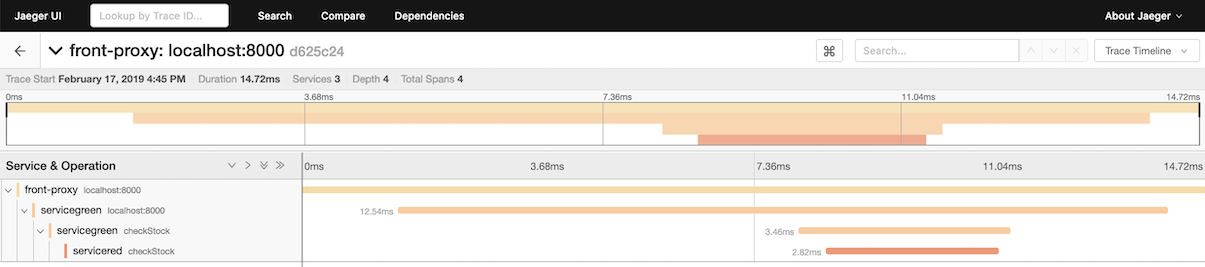 Jaeger UI Lookup by Trace ID... Search Compare Dependencies About Jaeger
front-proxy: localhost:8000 d625c24 ⌘ Search... Trace Timeline
Trace Start February 17, 2019 4:45 PM Duration 14.72ms Services 3 Depth 4 Total Spans 4
0ms 3.68ms 7.36ms 11.04ms 14.72ms
Service & Operation 0ms 3.68ms 7.36ms 11.04ms 14.72ms
front-proxy localhost:8000
servicegreen localhost:8000 12.54ms
servicegreen checkStock 3.46ms
servicered checkStock 2.82ms